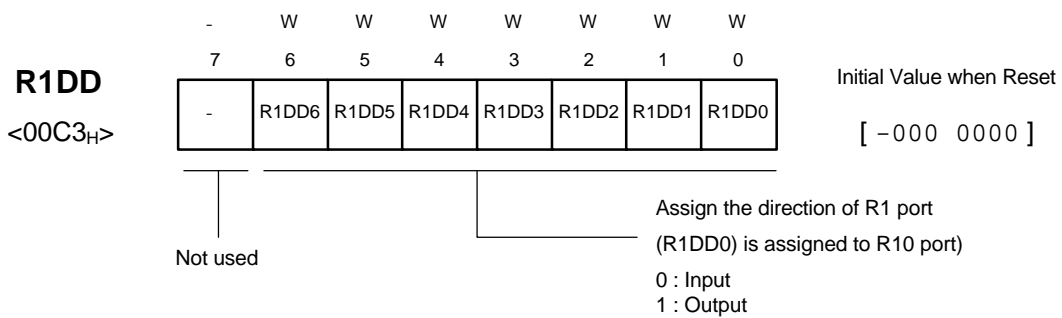 - W W W W W W W
7 6 5 4 3 2 1 0
R1DD
<00C3H>
- R1DD6 R1DD5 R1DD4 R1DD3 R1DD2 R1DD1 R1DD0
Initial Value when Reset
[ -000 0000 ]
Not used
Assign the direction of R1 port
(R1DD0) is assigned to R10 port)
0 : Input
1 : Output